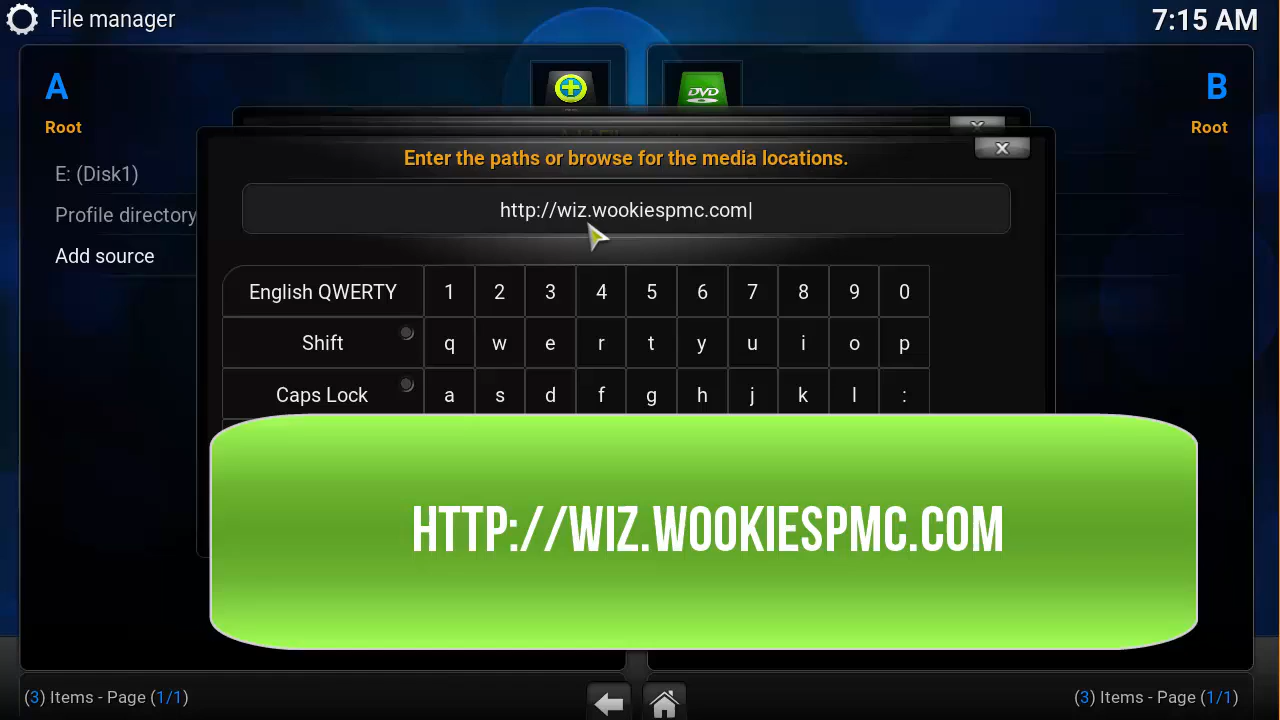 File manager
7:15 AM
A
B
Root
Root
DVD
E: (Disk1)
Profile directory
Add source
Enter the paths or browse for the media locations.
http://wiz.wookiespmc.com
English QWERTY 1 2 3 4 5 6 7 8 9 0
Shift q w e r t y u i o p
Caps Lock a s d f g h j k l :
HTTP://WIZ.WOOKIESPMC.COM
(3) Items - Page (1/1)
(3) Items - Page (1/1)